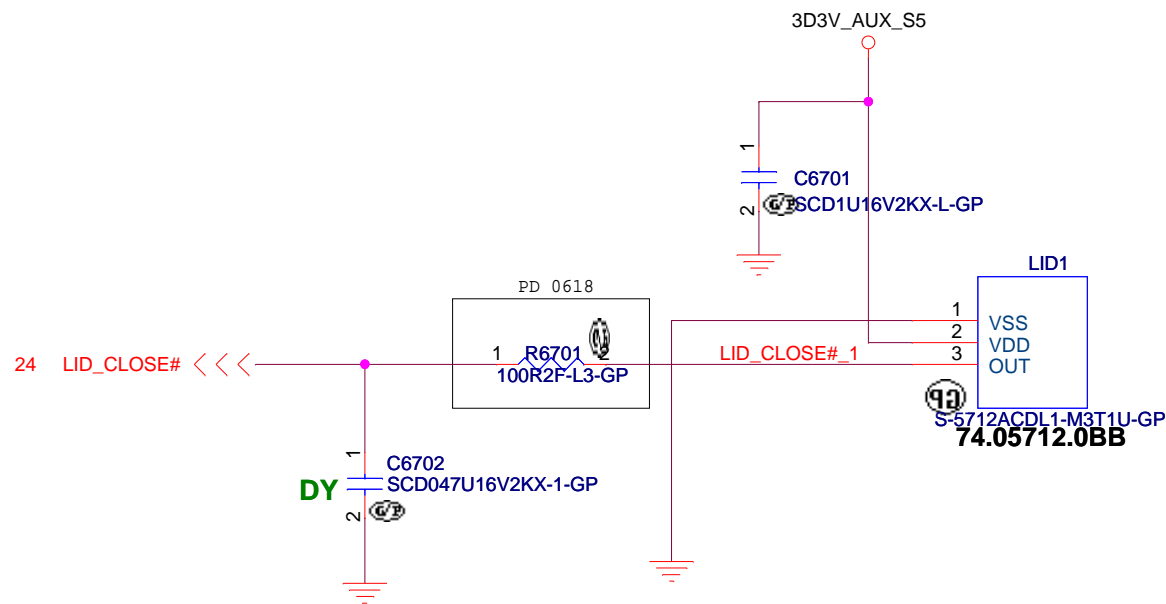 3D3V_AUX_S5
1
C6701
2
G/P
SCD1U16V2KX-L-GP
LID1
PD 0618
1
VSS
2
VDD
3
OUT
24
LID_CLOSE#
1
R6701
2
100R2F-L3-GP
LID_CLOSE#_1
GP
S-5712ACDL1-M3T1U-GP
74.05712.0BB
1
C6702
DY
SCD047U16V2KX-1-GP
2
G/P